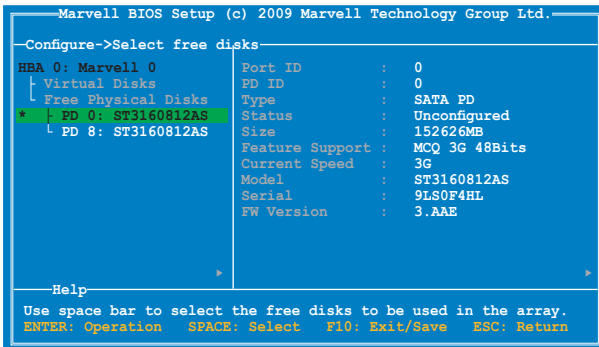 Marvell BIOS Setup (c) 2009 Marvell Technology Group Ltd.
Configure->Select free disks
HBA 0: Marvell 0
Virtual Disks
Free Physical Disks
* PD 0: ST3160812AS
PD 8: ST3160812AS
Port ID : 0
PD ID : 0
Type : SATA PD
Status : Unconfigured
Size : 152626MB
Feature Support : MCQ 3G 48Bits
Current Speed : 3G
Model : ST3160812AS
Serial : 9LS0F4HL
FW Version : 3.AAE
Help
Use space bar to select the free disks to be used in the array.
ENTER: Operation SPACE: Select F10: Exit/Save ESC: Return